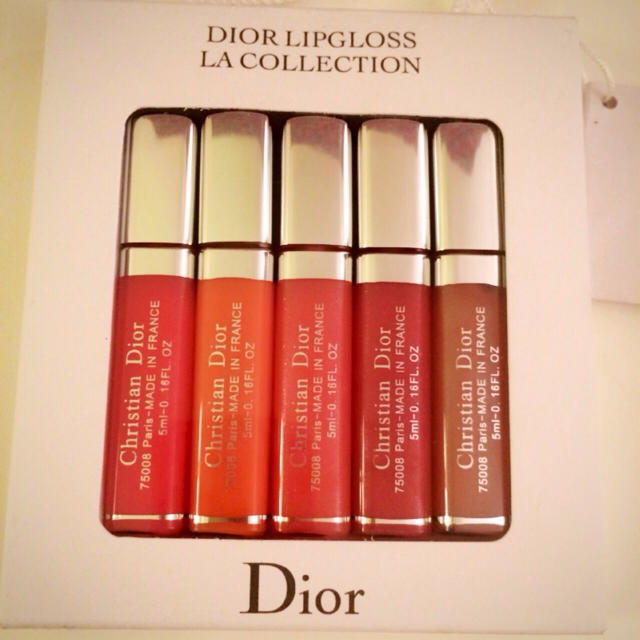 DIOR LIPGLOSS
LA COLLECTION
Christian Dior
75008 Paris-MADE IN FRANCE
5ml-0. 16FL. OZ
Christian Dior
75008 Paris-MADE IN FRANCE
5ml-0. 16FL. OZ
Christian Dior
75008 Paris-MADE IN FRANCE
5ml-0. 16FL. OZ
Christian Dior
75008 Paris-MADE IN FRANCE
5ml-0. 16FL. OZ
Christian Dior
75008 Paris-MADE IN FRANCE
5ml-0. 16FL. OZ
Dior